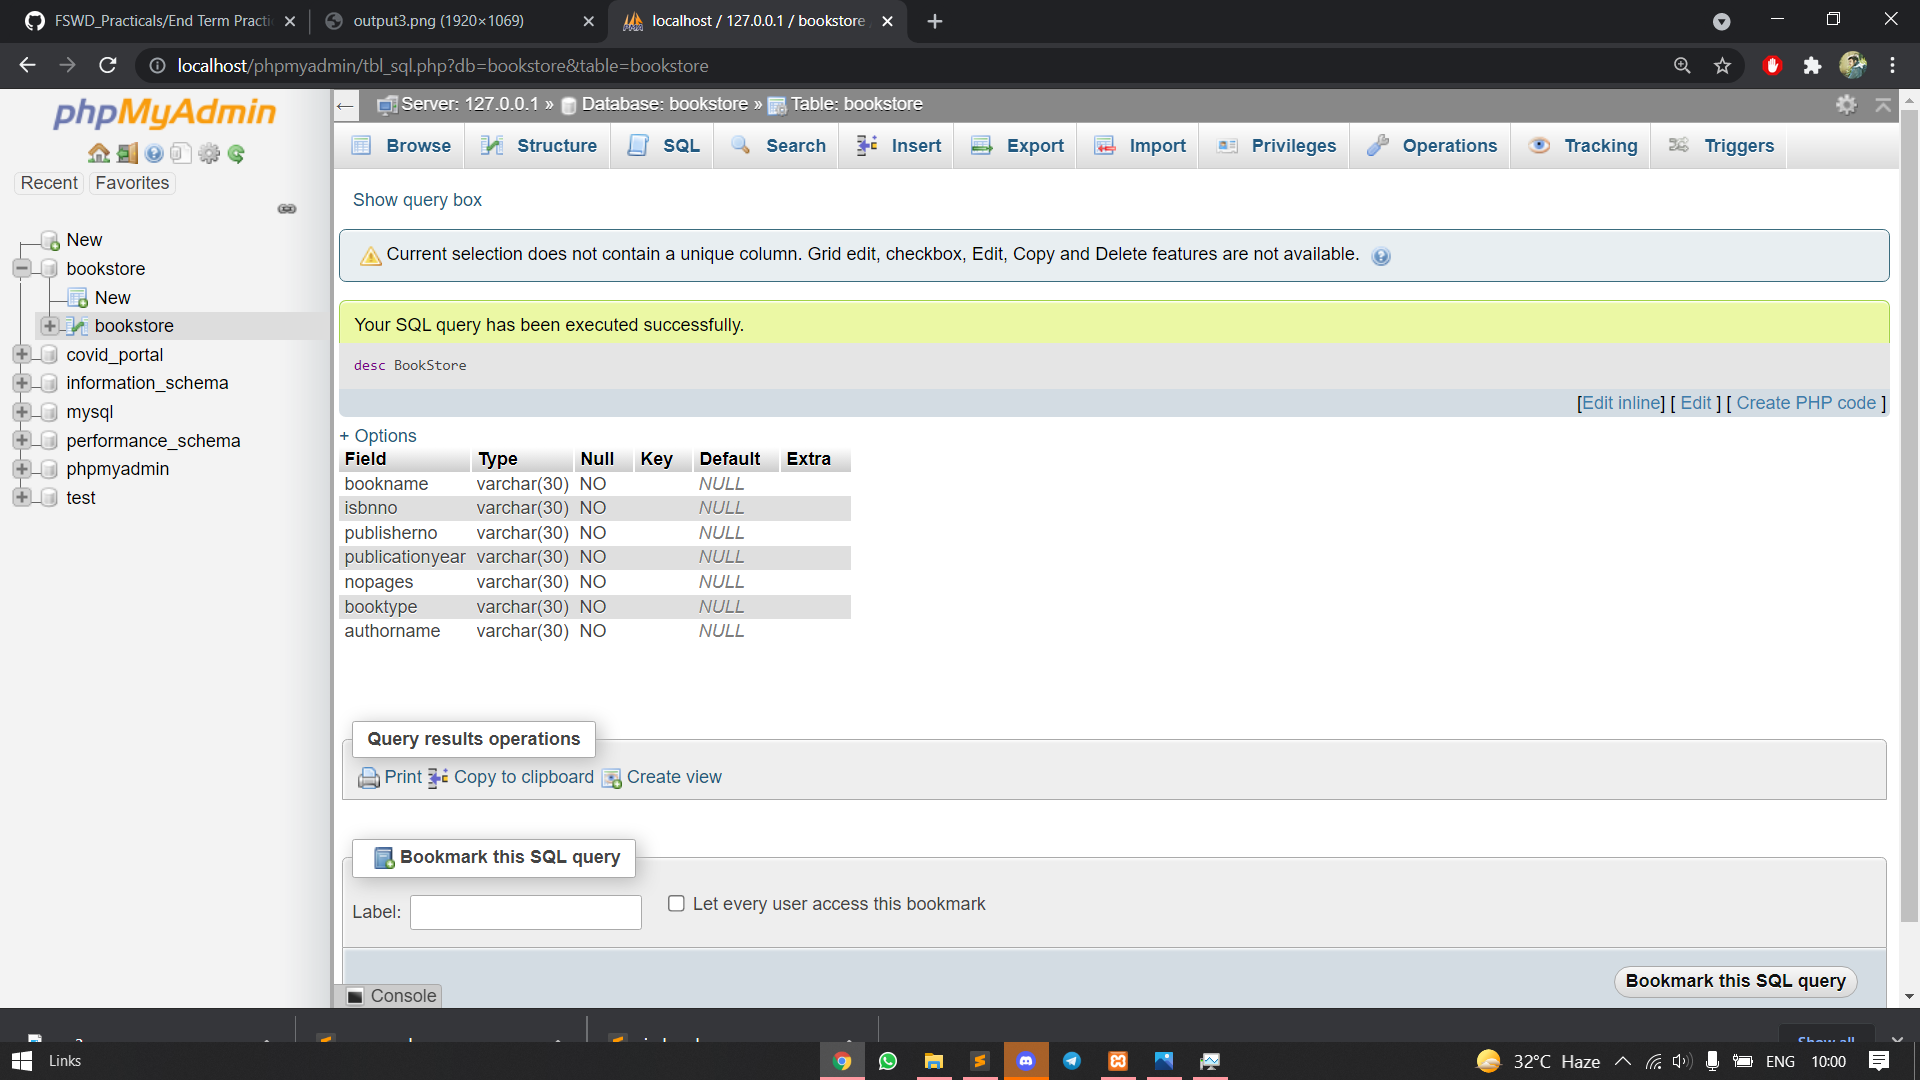 FSWD_Practicals/End Term Practi
output3.png (1920×1069)
localhost / 127.0.0.1 / bookstore
localhost/phpmyadmin/tbl_sql.php?db=bookstore&table=bookstore
phpMyAdmin
Recent
Favorites
New
bookstore
New
bookstore
covid_portal
information_schema
mysql
performance_schema
phpmyadmin
test
Server: 127.0.0.1 » Database: bookstore » Table: bookstore
Browse Structure SQL Search Insert Export Import Privileges Operations Tracking Triggers
Show query box
Current selection does not contain a unique column. Grid edit, checkbox, Edit, Copy and Delete features are not available.
Your SQL query has been executed successfully.
desc BookStore
[Edit inline] [ Edit ] [ Create PHP code ]
+ Options
Field Type Null Key Default Extra
bookname varchar(30) NO NULL
isbnno varchar(30) NO NULL
publisherno varchar(30) NO NULL
publicationyear varchar(30) NO NULL
nopages varchar(30) NO NULL
booktype varchar(30) NO NULL
authorname varchar(30) NO NULL
Query results operations
Print Copy to clipboard Create view
Bookmark this SQL query
Label:
Let every user access this bookmark
Bookmark this SQL query
Console
Show all
Links
32°C Haze
ENG
10:00